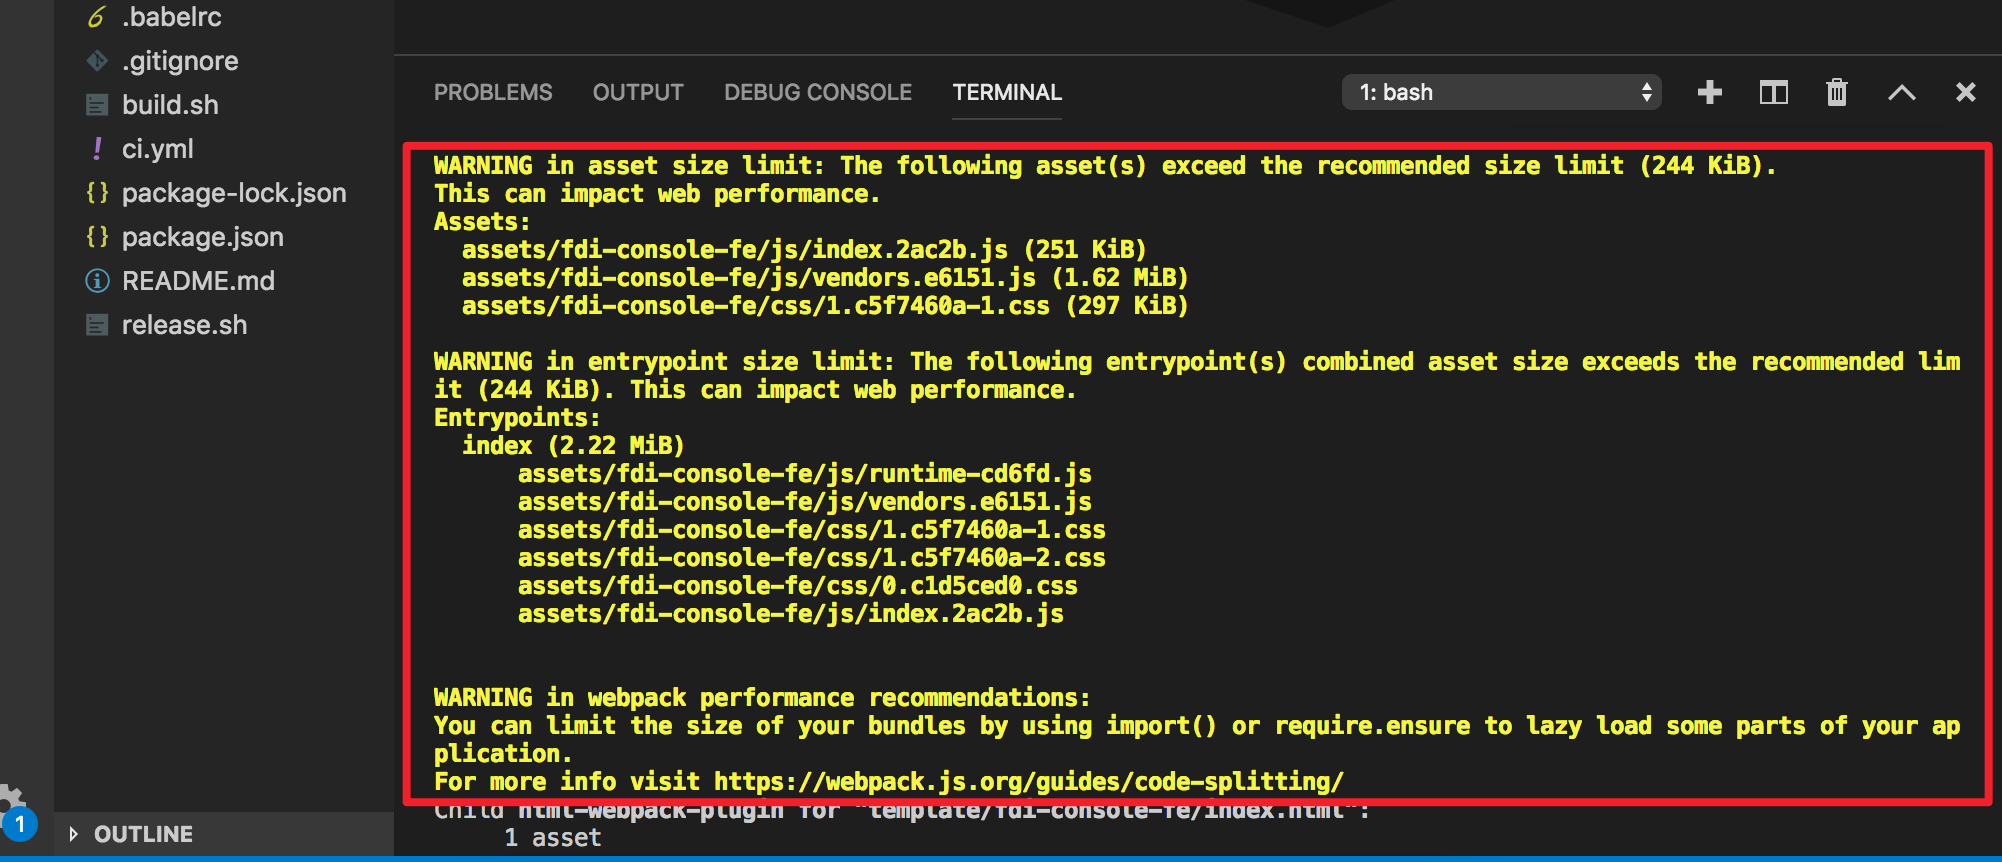 .babelrc
.gitignore
build.sh
ci.yml
package-lock.json
package.json
README.md
release.sh
OUTLINE
1
PROBLEMS OUTPUT DEBUG CONSOLE TERMINAL 1: bash
WARNING in asset size limit: The following asset(s) exceed the recommended size limit (244 KiB).
This can impact web performance.
Assets:
assets/fdi-console-fe/js/index.2ac2b.js (251 KiB)
assets/fdi-console-fe/js/vendors.e6151.js (1.62 MiB)
assets/fdi-console-fe/css/1.c5f7460a-1.css (297 KiB)
WARNING in entrypoint size limit: The following entrypoint(s) combined asset size exceeds the recommended lim
it (244 KiB). This can impact web performance.
Entrypoints:
index (2.22 MiB)
assets/fdi-console-fe/js/runtime-cd6fd.js
assets/fdi-console-fe/js/vendors.e6151.js
assets/fdi-console-fe/css/1.c5f7460a-1.css
assets/fdi-console-fe/css/1.c5f7460a-2.css
assets/fdi-console-fe/css/0.c1d5ced0.css
assets/fdi-console-fe/js/index.2ac2b.js
WARNING in webpack performance recommendations:
You can limit the size of your bundles by using import() or require.ensure to lazy load some parts of your ap
plication.
For more info visit https://webpack.js.org/guides/code-splitting/
Child html-webpack-plugin for "template/fdi-console-fe/index.html":
1 asset